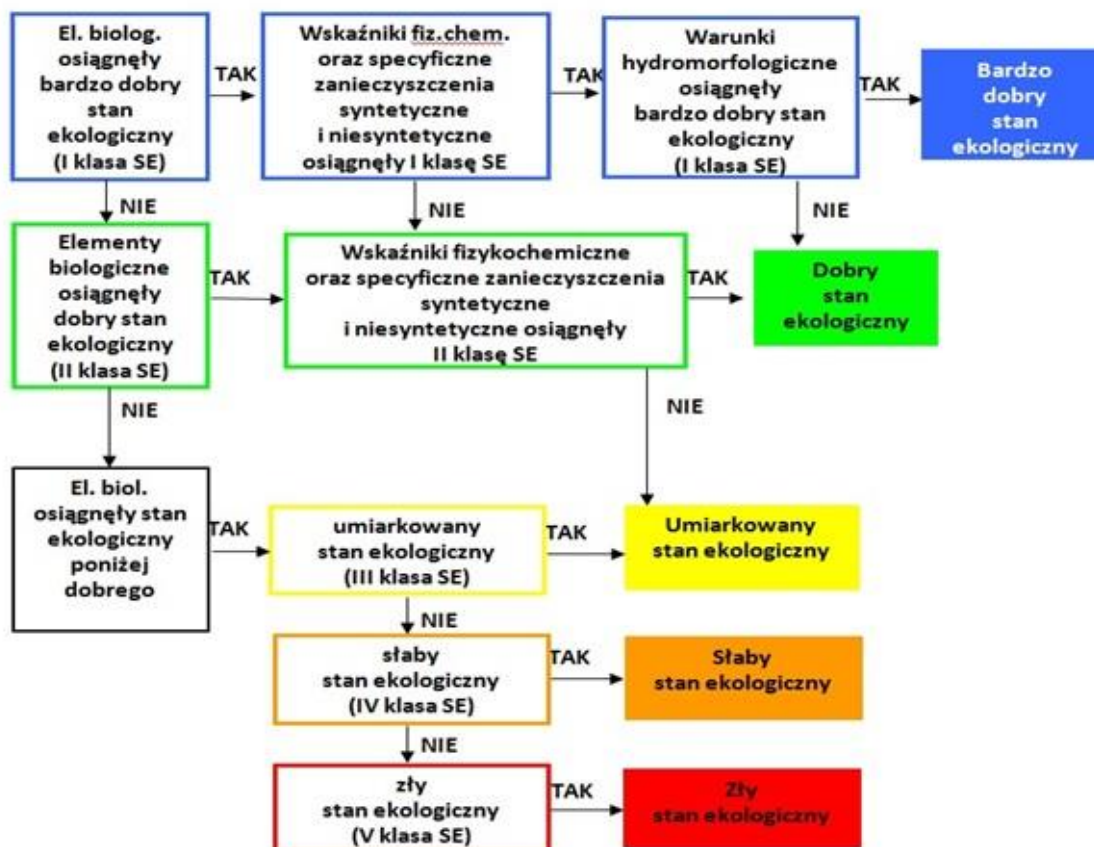 El. biolog.
osiągnęły
bardzo dobry
stan
ekologiczny
(I klasa SE)
TAK
Wskaźniki fiz.chem.
oraz specyficzne
zanieczyszczenia
syntetyczne
i niesyntetyczne
osiągnęły I klasę SE
TAK
Warunki
hydromorfologiczne
osiągnęły
bardzo dobry stan
ekologiczny
(I klasa SE)
TAK
Bardzo
dobry
stan
ekologiczny
NIE
NIE
NIE
Elementy
biologiczne
osiągnęły
dobry stan
ekologiczny
(II klasa SE)
TAK
Wskaźniki fizykochemiczne
oraz specyficzne zanieczyszczenia
syntetyczne
i niesyntetyczne osiągnęły
II klasę SE
TAK
Dobry
stan
ekologiczny
NIE
NIE
El. biol.
osiągnęły stan
ekologiczny
poniżej
dobrego
TAK
umiarkowany
stan ekologiczny
(III klasa SE)
TAK
Umiarkowany
stan ekologiczny
NIE
słaby
stan ekologiczny
(IV klasa SE)
TAK
Słaby
stan ekologiczny
NIE
zły
stan ekologiczny
(V klasa SE)
TAK
Zły
stan ekologiczny